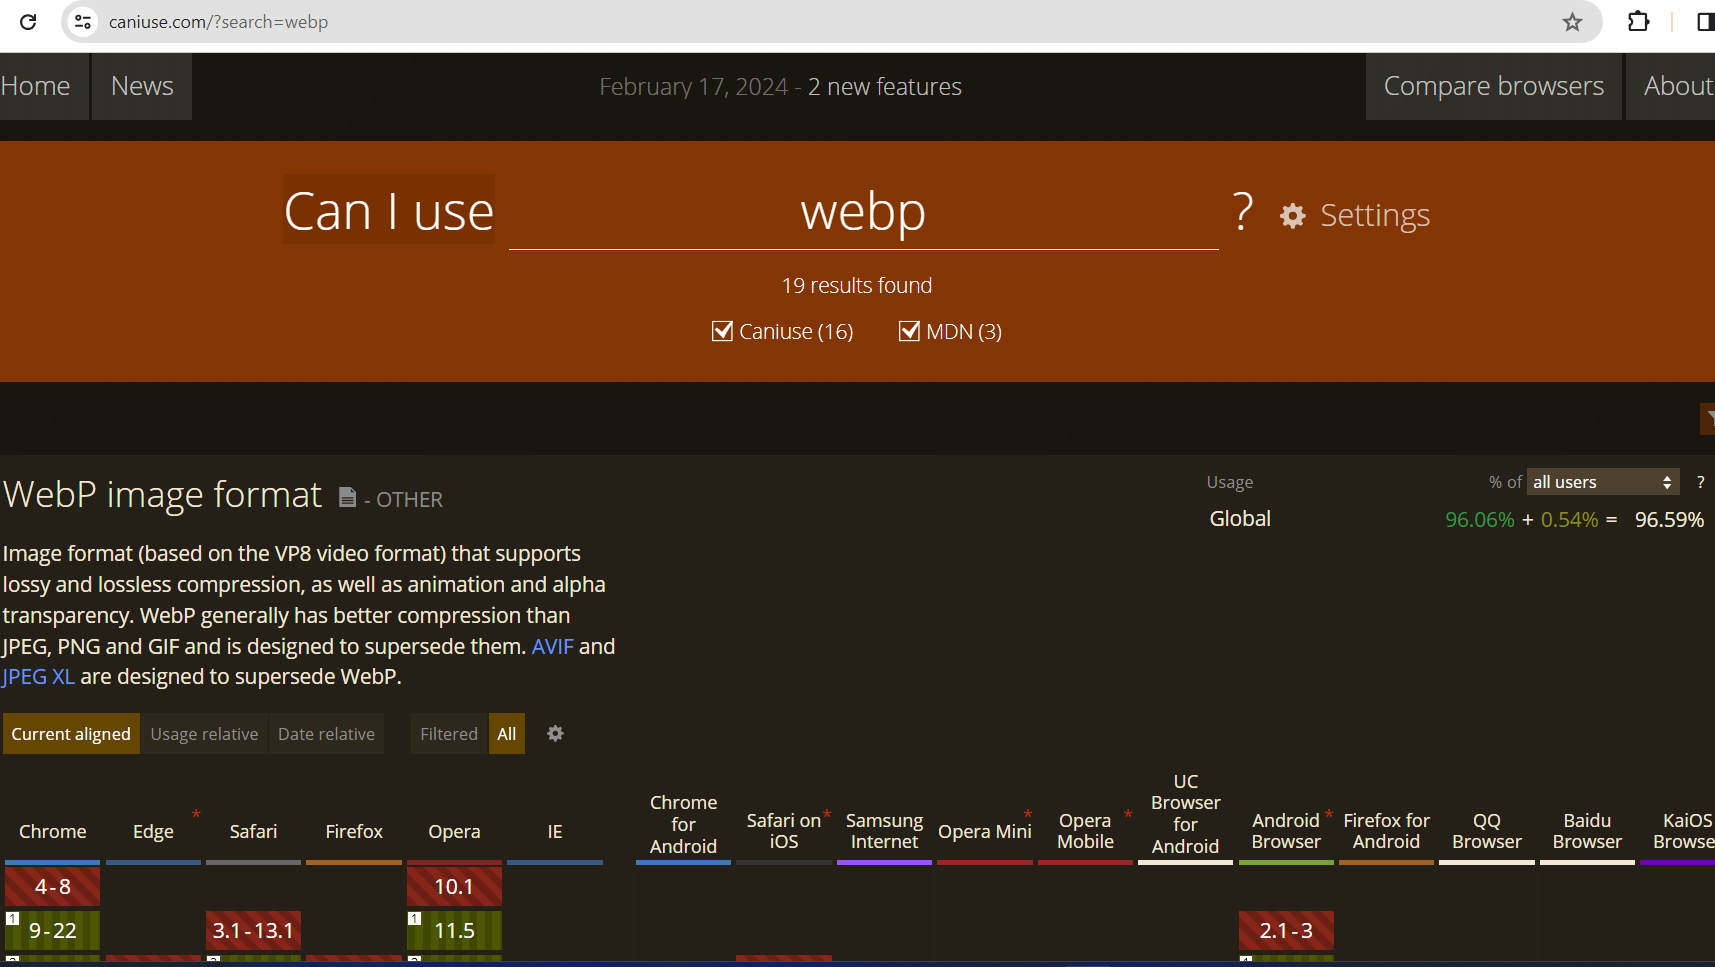 caniuse.com/?search=webp
Home
News
February 17, 2024 - 2 new features
Compare browsers
About
Can I use
webp
?
Settings
19 results found
Caniuse (16)
MDN (3)
WebP image format
- OTHER
Usage
% of
all users
?
Global
96.06% + 0.54% = 96.59%
Image format (based on the VP8 video format) that supports
lossy and lossless compression, as well as animation and alpha
transparency. WebP generally has better compression than
JPEG, PNG and GIF and is designed to supersede them. AVIF and
JPEG XL are designed to supersede WebP.
Current aligned
Usage relative
Date relative
Filtered
All
Chrome
Edge *
Safari
Firefox
Opera
IE
Chrome
for
Android
Safari on *
iOS
Samsung
Internet
Opera Mini *
Opera *
Mobile
UC
Browser
for
Android
Android *
Browser
Firefox for
Android
QQ
Browser
Baidu
Browser
KaiOS
Browse
4-8
10.1
1
9-22
3.1-13.1
1
11.5
2.1-3